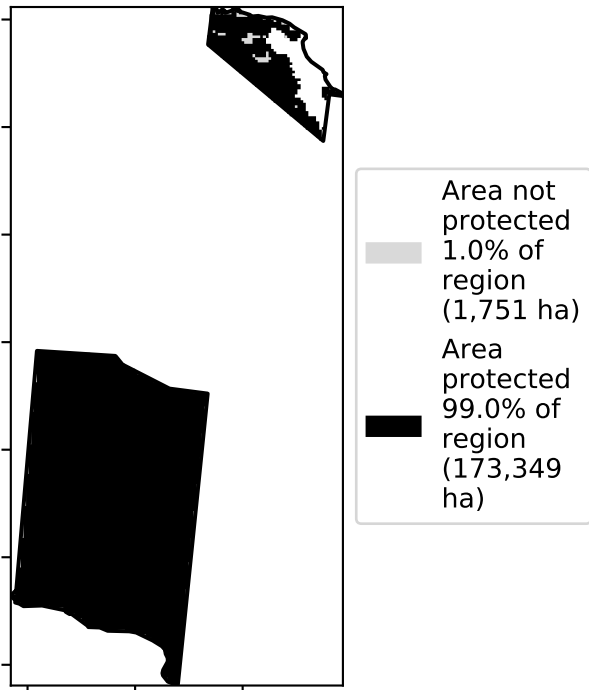 Area not
protected
1.0% of
region
(1,751 ha)
Area
protected
99.0% of
region
(173,349
ha)